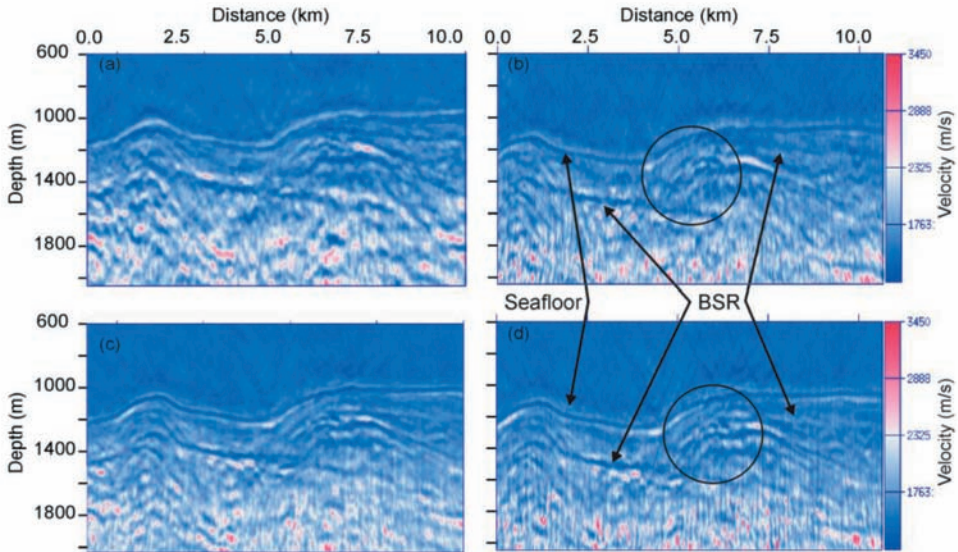 Distance (km)
Distance (km)
0.0 2.5 5.0 7.5 10.0
0.0 2.5 5.0 7.5 10.0
600
(a)
(b)
1000
1400
1800
Depth (m)
3450
2888
2325
1763
Velocity (m/s)
Seafloor
BSR
600
(c)
(d)
1000
1400
1800
Depth (m)
3450
2888
2325
1763
Velocity (m/s)